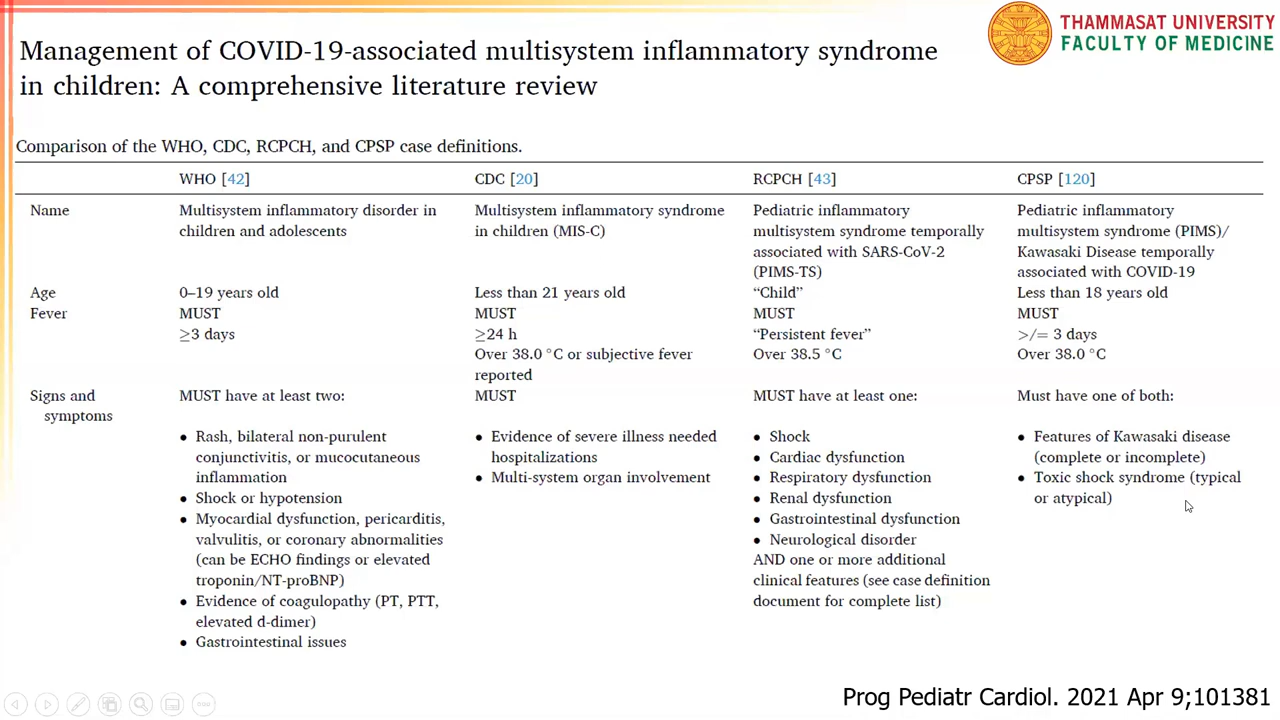 THAMMASAT UNIVERSITY
FACULTY OF MEDICINE
Management of COVID-19-associated multisystem inflammatory syndrome
in children: A comprehensive literature review
Comparison of the WHO, CDC, RCPCH, and CPSP case definitions.
WHO [42] CDC [20] RCPCH [43] CPSP [120]
Name Multisystem inflammatory disorder in Multisystem inflammatory syndrome Pediatric inflammatory Pediatric inflammatory
children and adolescents in children (MIS-C) multisystem syndrome temporally multisystem syndrome (PIMS)/
associated with SARS-CoV-2 Kawasaki Disease temporally
(PIMS-TS) associated with COVID-19
Age 0–19 years old Less than 21 years old “Child” Less than 18 years old
Fever MUST MUST MUST MUST
≥3 days ≥24 h “Persistent fever” >/= 3 days
Over 38.0 °C or subjective fever Over 38.5 °C Over 38.0 °C
reported
Signs and MUST have at least two: MUST MUST have at least one: Must have one of both:
symptoms
• Rash, bilateral non-purulent • Evidence of severe illness needed • Shock • Features of Kawasaki disease
conjunctivitis, or mucocutaneous hospitalizations • Cardiac dysfunction (complete or incomplete)
inflammation • Multi-system organ involvement • Respiratory dysfunction • Toxic shock syndrome (typical
• Shock or hypotension • Renal dysfunction or atypical)
• Myocardial dysfunction, pericarditis, • Gastrointestinal dysfunction
valvulitis, or coronary abnormalities • Neurological disorder
(can be ECHO findings or elevated AND one or more additional
troponin/NT-proBNP) clinical features (see case definition
• Evidence of coagulopathy (PT, PTT, document for complete list)
elevated d-dimer)
• Gastrointestinal issues
Prog Pediatr Cardiol. 2021 Apr 9;101381